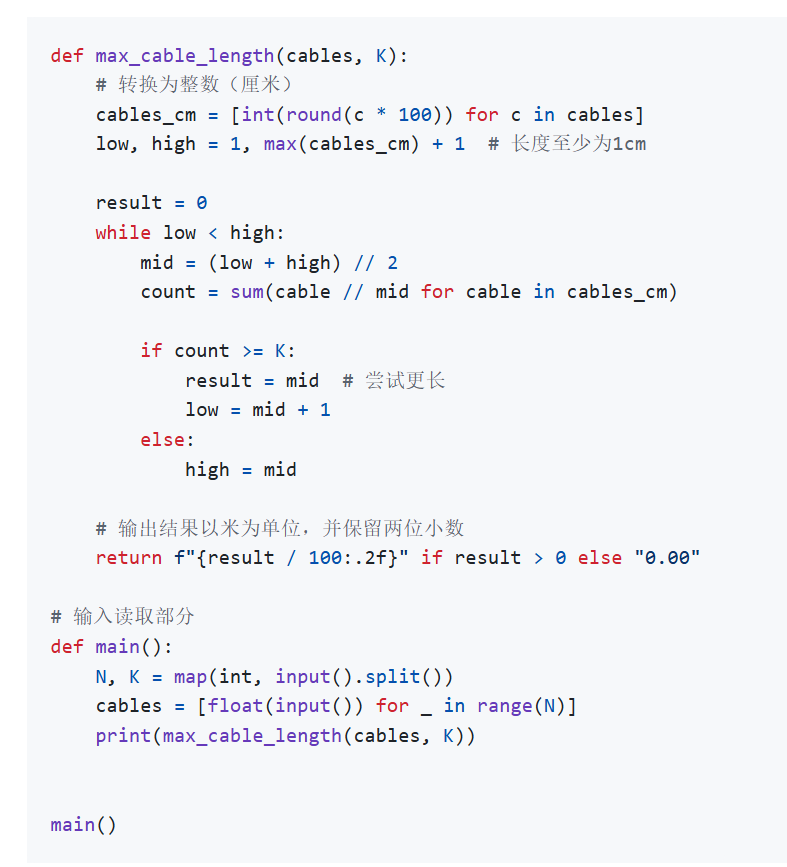 def max_cable_length(cables, K):
    # 转换为整数（厘米）
    cables_cm = [int(round(c * 100)) for c in cables]
    low, high = 1, max(cables_cm) + 1  # 长度至少为1cm
    result = 0
    while low < high:
        mid = (low + high) // 2
        count = sum(cable // mid for cable in cables_cm)
        if count >= K:
            result = mid  # 尝试更长
            low = mid + 1
        else:
            high = mid
    # 输出结果以米为单位，并保留两位小数
    return f"{result / 100:.2f}" if result > 0 else "0.00"
# 输入读取部分
def main():
    N, K = map(int, input().split())
    cables = [float(input()) for _ in range(N)]
    print(max_cable_length(cables, K))
main()